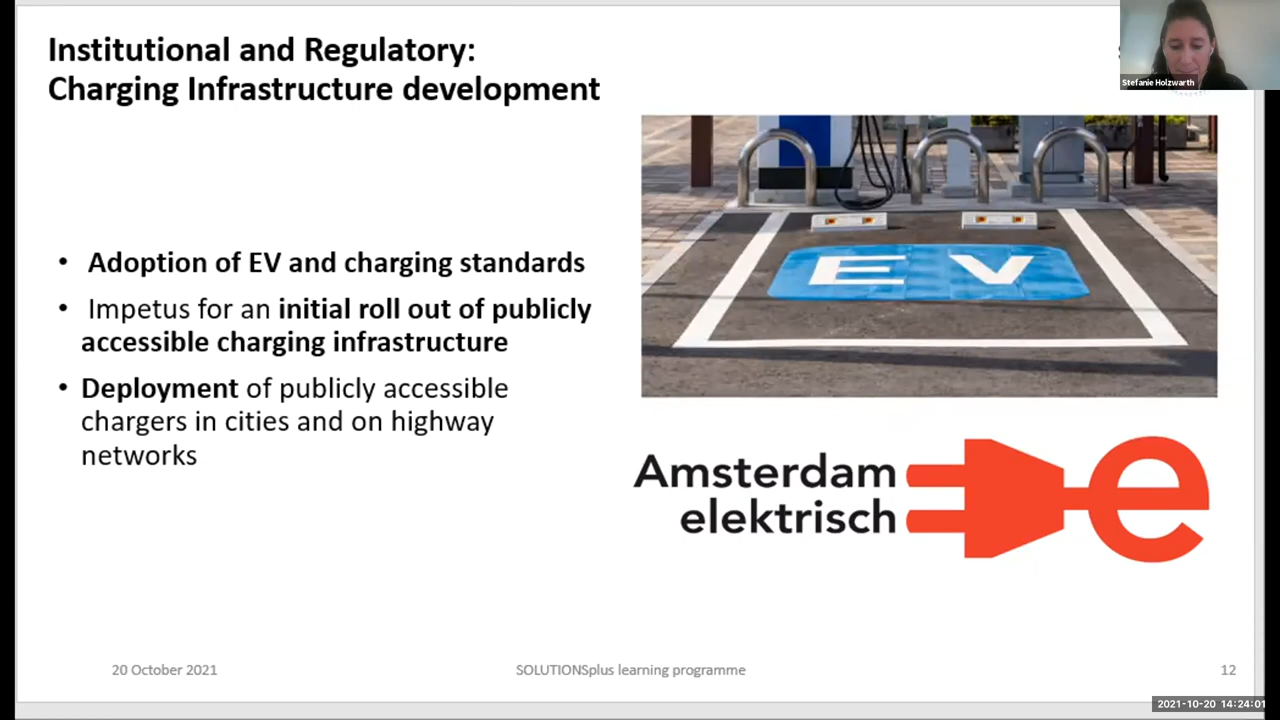 Institutional and Regulatory:
Charging Infrastructure development
Stefanie Holzwarth
• Adoption of EV and charging standards
• Impetus for an initial roll out of publicly
accessible charging infrastructure
• Deployment of publicly accessible
chargers in cities and on highway
networks
EV
Amsterdam
elektrisch
e
20 October 2021
SOLUTIONSplus learning programme
12
2021-10-20 14:24:01